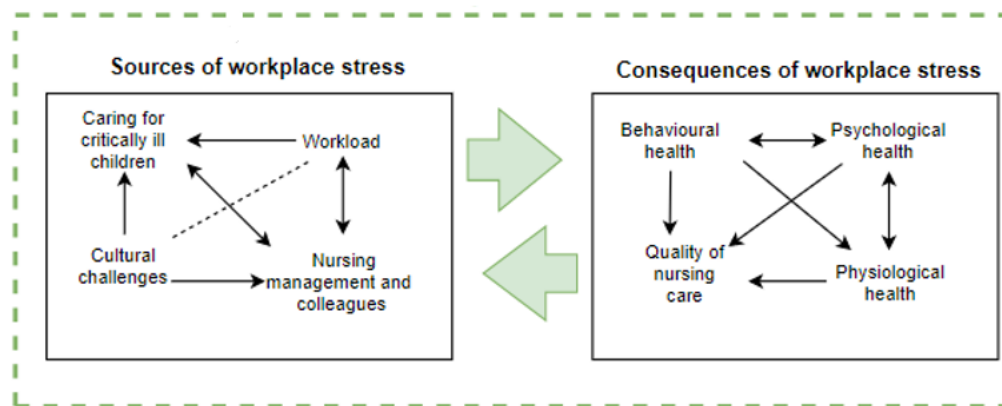 Sources of workplace stress
Caring for
critically ill
children
Workload
Cultural
challenges
Nursing
management and
colleagues
Consequences of workplace stress
Behavioural
health
Psychological
health
Quality of
nursing
care
Physiological
health